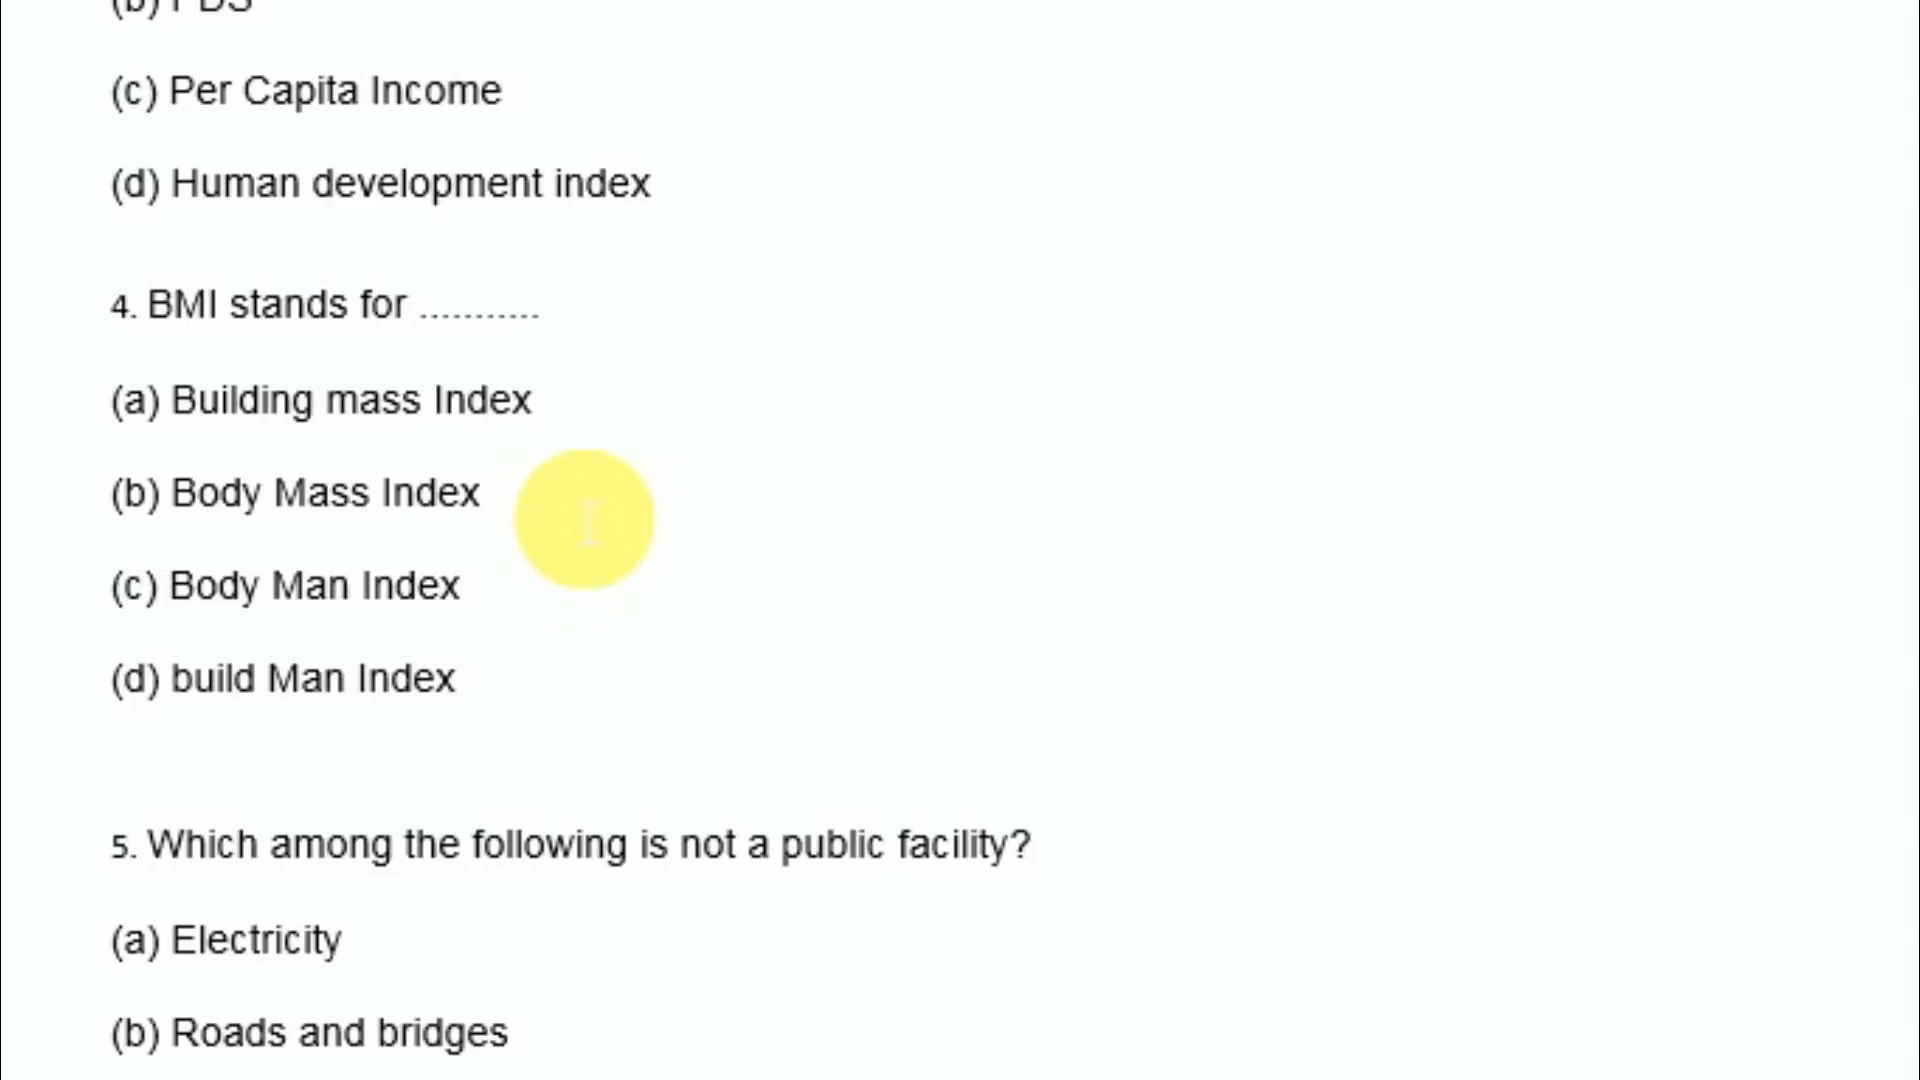 (b) PDS
(c) Per Capita Income
(d) Human development index
4. BMI stands for ...........
(a) Building mass Index
(b) Body Mass Index
(c) Body Man Index
(d) build Man Index
5. Which among the following is not a public facility?
(a) Electricity
(b) Roads and bridges